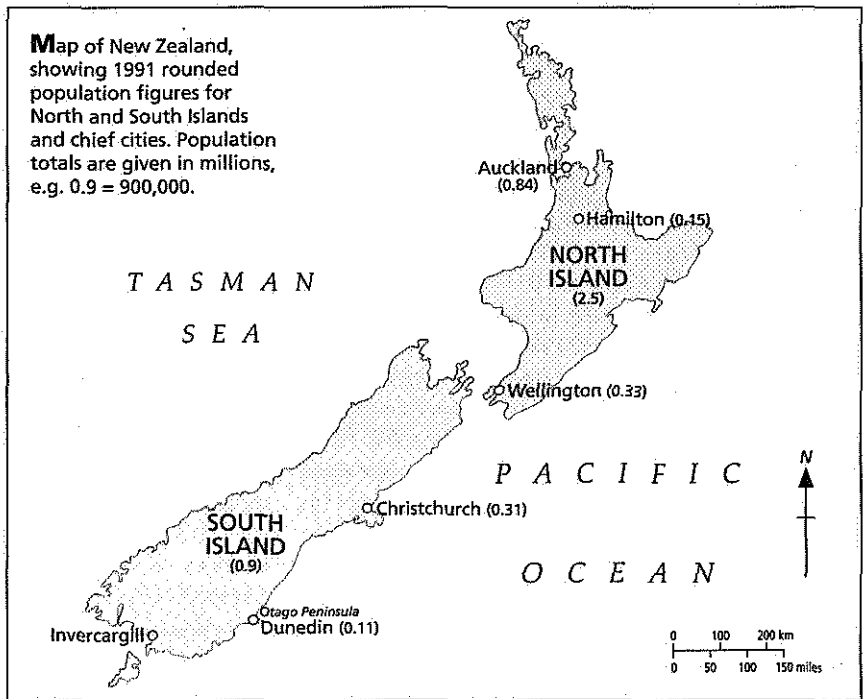 Map of New Zealand,
showing 1991 rounded
population figures for
North and South Islands
and chief cities. Population
totals are given in millions,
e.g. 0.9 = 900,000.
Auckland
(0.84)
Hamilton (0.15)
NORTH
ISLAND
(2.5)
TASMAN
SEA
Wellington (0.33)
PACIFIC
N
Christchurch (0.31)
SOUTH
ISLAND
(0.9)
OCEAN
Otago Peninsula
Dunedin (0.11)
Invercargill
0 100 200 km
0 50 100 150 miles